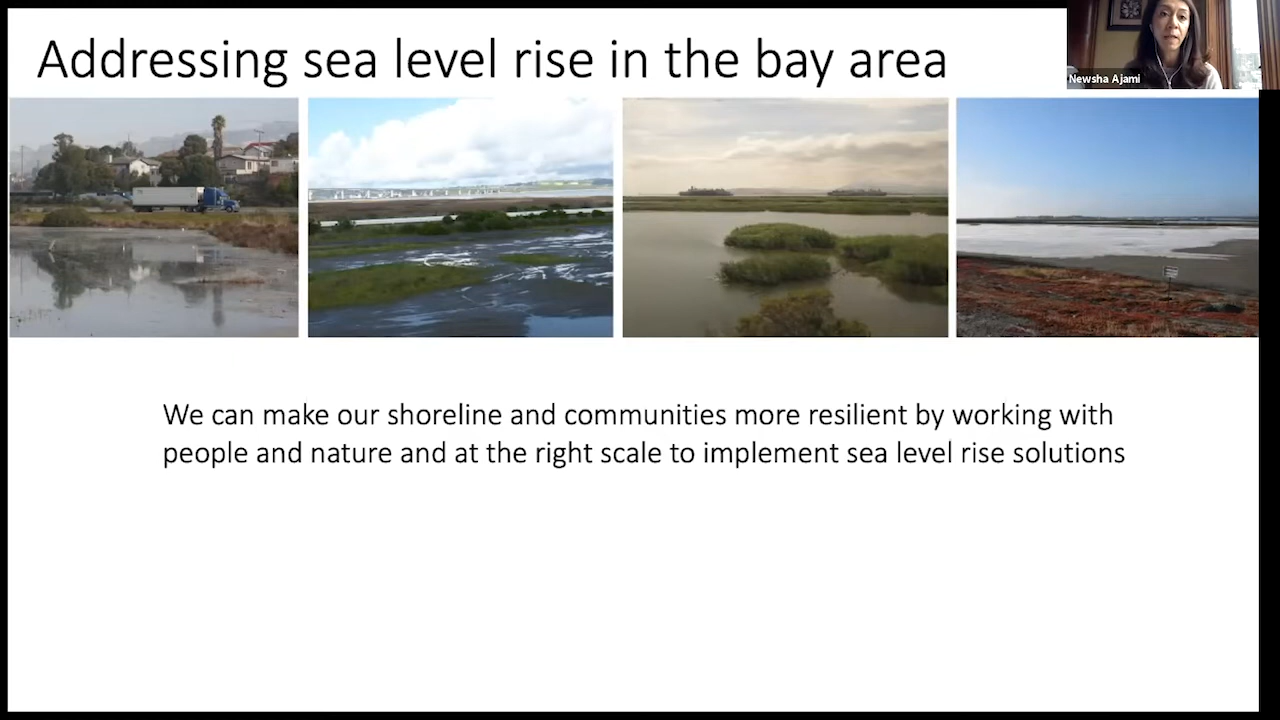 Addressing sea level rise in the bay area
Newsha Ajami
We can make our shoreline and communities more resilient by working with
people and nature and at the right scale to implement sea level rise solutions